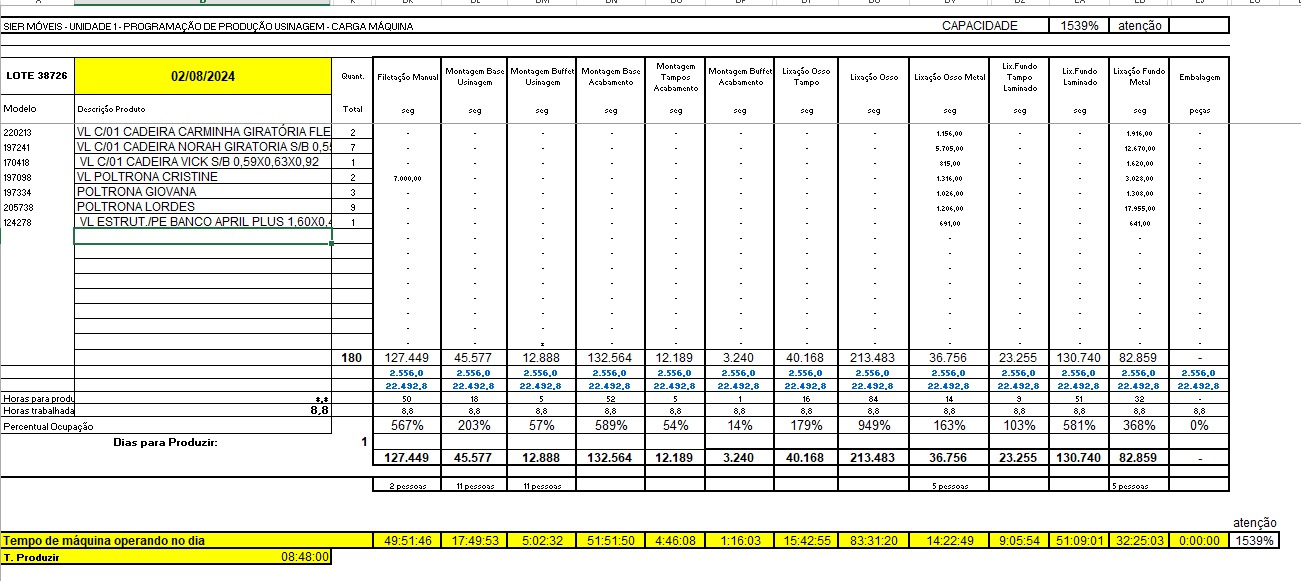 SIER MÓVEIS - UNIDADE 1 - PROGRAMAÇÃO DE PRODUÇÃO USINAGEM - CARGA MÁQUINA CAPACIDADE 1539% atenção
LOTE 38726 02/08/2024 Quant. Filetação Manual Montagem Base Usinagem Montagem Buffet Usinagem Montagem Base Acabamento Montagem Tampos Acabamento Montagem Buffet Acabamento Lixação Osso Tampo Lixação Osso Lixação Osso Metal Lix.Fundo Tampo Laminado Lix.Fundo Laminado Lixação Fundo Metal Embalagem
Modelo Descrição Produto Total seg seg seg seg seg seg seg seg seg seg seg seg peças
220213 VL C/01 CADEIRA CARMINHA GIRATÓRIA FLE 2 - - - - - - - - 1.156,00 - - 1.916,00 -
197241 VL C/01 CADEIRA NORAH GIRATORIA S/B 0,5 7 - - - - - - - - 5.705,00 - - 12.670,00 -
170418 VL C/01 CADEIRA VICK S/B 0,59X0,63X0,92 1 - - - - - - - - 815,00 - - 1.620,00 -
197098 VL POLTRONA CRISTINE 2 7.000,00 - - - - - - - 1.316,00 - - 3.028,00 -
197334 POLTRONA GIOVANA 3 - - - - - - - - 1.026,00 - - 1.308,00 -
205738 POLTRONA LORDES 9 - - - - - - - - 1.206,00 - - 17.955,00 -
124278 VL ESTRUT./PE BANCO APRIL PLUS 1,60X0,4 1 - - - - - - - - 691,00 - - 641,00 -
- - - - - - - - - - - - -
- - - - - - - - - - - - -
- - - - - - - - - - - - -
- - - - - - - - - - - - -
- - - - - - - - - - - - -
- - - - - - - - - - - - -
- - - - - - - - - - - - -
- - - - - - - - - - - -
180 127.449 45.577 12.888 132.564 12.189 3.240 40.168 213.483 36.756 23.255 130.740 82.859 -
2.556,0 2.556,0 2.556,0 2.556,0 2.556,0 2.556,0 2.556,0 2.556,0 2.556,0 2.556,0 2.556,0 2.556,0 2.556,0
22.492,8 22.492,8 22.492,8 22.492,8 22.492,8 22.492,8 22.492,8 22.492,8 22.492,8 22.492,8 22.492,8 22.492,8 22.492,8
Horas para produ 50 18 5 52 5 1 16 84 14 9 51 32 -
Horas trabalhada 8,8 8,8 8,8 8,8 8,8 8,8 8,8 8,8 8,8 8,8 8,8 8,8 8,8 8,8
Percentual Ocupação 567% 203% 57% 589% 54% 14% 179% 949% 163% 103% 581% 368% 0%
Dias para Produzir: 1
127.449 45.577 12.888 132.564 12.189 3.240 40.168 213.483 36.756 23.255 130.740 82.859 -
2 pessoas 11 pessoas 11 pessoas 5 pessoas 5 pessoas
atenção
Tempo de máquina operando no dia 49:51:46 17:49:53 5:02:32 51:51:50 4:46:08 1:16:03 15:42:55 83:31:20 14:22:49 9:05:54 51:09:01 32:25:03 0:00:00 1539%
T. Produzir 08:48:00